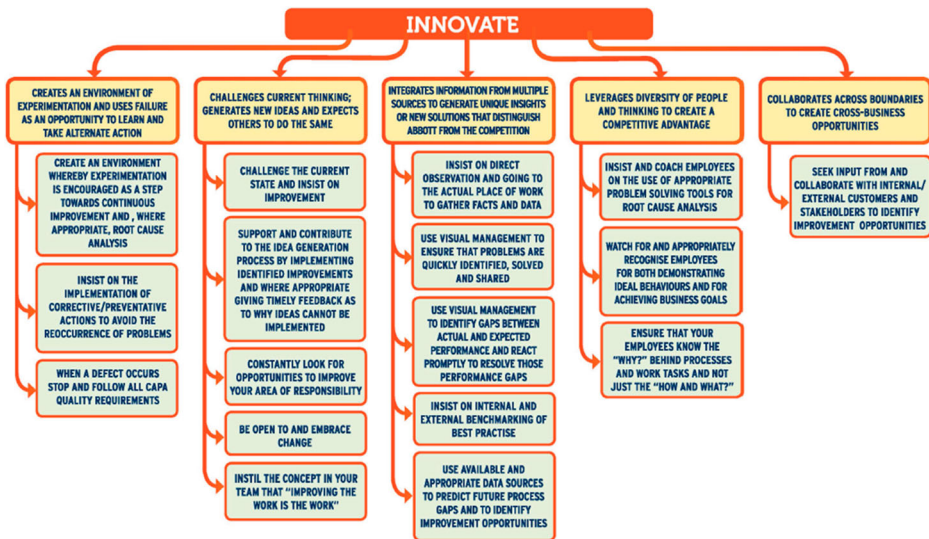 INNOVATE
CREATES AN ENVIRONMENT OF
EXPERIMENTATION AND USES FAILURE
AS AN OPPORTUNITY TO LEARN AND
TAKE ALTERNATE ACTION
CREATE AN ENVIRONMENT
WHEREBY EXPERIMENTATION
IS ENCOURAGED AS A STEP
TOWARDS CONTINUOUS
IMPROVEMENT AND , WHERE
APPROPRIATE, ROOT CAUSE
ANALYSIS
INSIST ON THE
IMPLEMENTATION OF
CORRECTIVE/PREVENTATIVE
ACTIONS TO AVOID THE
REOCCURRENCE OF PROBLEMS
WHEN A DEFECT OCCURS
STOP AND FOLLOW ALL CAPA
QUALITY REQUIREMENTS
CHALLENGES CURRENT THINKING;
GENERATES NEW IDEAS AND EXPECTS
OTHERS TO DO THE SAME
CHALLENGE THE CURRENT
STATE AND INSIST ON
IMPROVEMENT
SUPPORT AND CONTRIBUTE
TO THE IDEA GENERATION
PROCESS BY IMPLEMENTING
IDENTIFIED IMPROVEMENTS
AND WHERE APPROPRIATE
GIVING TIMELY FEEDBACK AS
TO WHY IDEAS CANNOT BE
IMPLEMENTED
CONSTANTLY LOOK FOR
OPPORTUNITIES TO IMPROVE
YOUR AREA OF RESPONSIBILITY
BE OPEN TO AND EMBRACE
CHANGE
INSTIL THE CONCEPT IN YOUR
TEAM THAT "IMPROVING THE
WORK IS THE WORK"
INTEGRATES INFORMATION FROM MULTIPLE
SOURCES TO GENERATE UNIQUE INSIGHTS
OR NEW SOLUTIONS THAT DISTINGUISH
ABBOTT FROM THE COMPETITION
INSIST ON DIRECT
OBSERVATION AND GOING TO
THE ACTUAL PLACE OF WORK
TO GATHER FACTS AND DATA
USE VISUAL MANAGEMENT TO
ENSURE THAT PROBLEMS ARE
QUICKLY IDENTIFIED, SOLVED
AND SHARED
USE VISUAL MANAGEMENT
TO IDENTIFY GAPS BETWEEN
ACTUAL AND EXPECTED
PERFORMANCE AND REACT
PROMPTLY TO RESOLVE THOSE
PERFORMANCE GAPS
INSIST ON INTERNAL AND
EXTERNAL BENCHMARKING OF
BEST PRACTISE
USE AVAILABLE AND
APPROPRIATE DATA SOURCES
TO PREDICT FUTURE PROCESS
GAPS AND TO IDENTIFY
IMPROVEMENT OPPORTUNITIES
LEVERAGES DIVERSITY OF PEOPLE
AND THINKING TO CREATE A
COMPETITIVE ADVANTAGE
INSIST AND COACH EMPLOYEES
ON THE USE OF APPROPRIATE
PROBLEM SOLVING TOOLS FOR
ROOT CAUSE ANALYSIS
WATCH FOR AND APPROPRIATELY
RECOGNISE EMPLOYEES
FOR BOTH DEMONSTRATING
IDEAL BEHAVIOURS AND FOR
ACHIEVING BUSINESS GOALS
ENSURE THAT YOUR
EMPLOYEES KNOW THE
"WHY?" BEHIND PROCESSES
AND WORK TASKS AND NOT
JUST THE "HOW AND WHAT?"
COLLABORATES ACROSS BOUNDARIES
TO CREATE CROSS-BUSINESS
OPPORTUNITIES
SEEK INPUT FROM AND
COLLABORATE WITH INTERNAL/
EXTERNAL CUSTOMERS AND
STAKEHOLDERS TO IDENTIFY
IMPROVEMENT OPPORTUNITIES